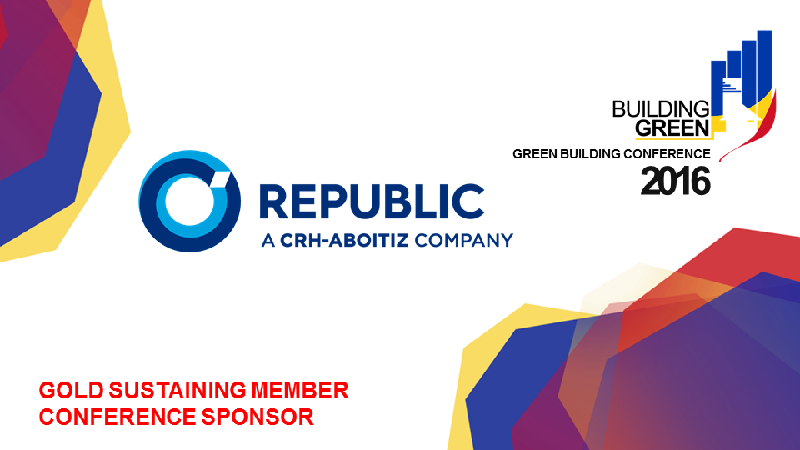 BUILDING
GREEN
GREEN BUILDING CONFERENCE
2016
REPUBLIC
A CRH-ABOITIZ COMPANY
GOLD SUSTAINING MEMBER
CONFERENCE SPONSOR